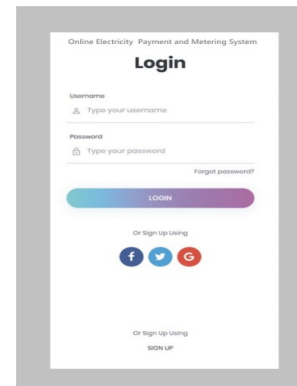 Online Electricity Payment and Metering System
Login
Username
Type your username
Password
Type your password
Forgot password?
LOGIN
Or Sign Up Using
f G
Or Sign Up Using
SIGN UP